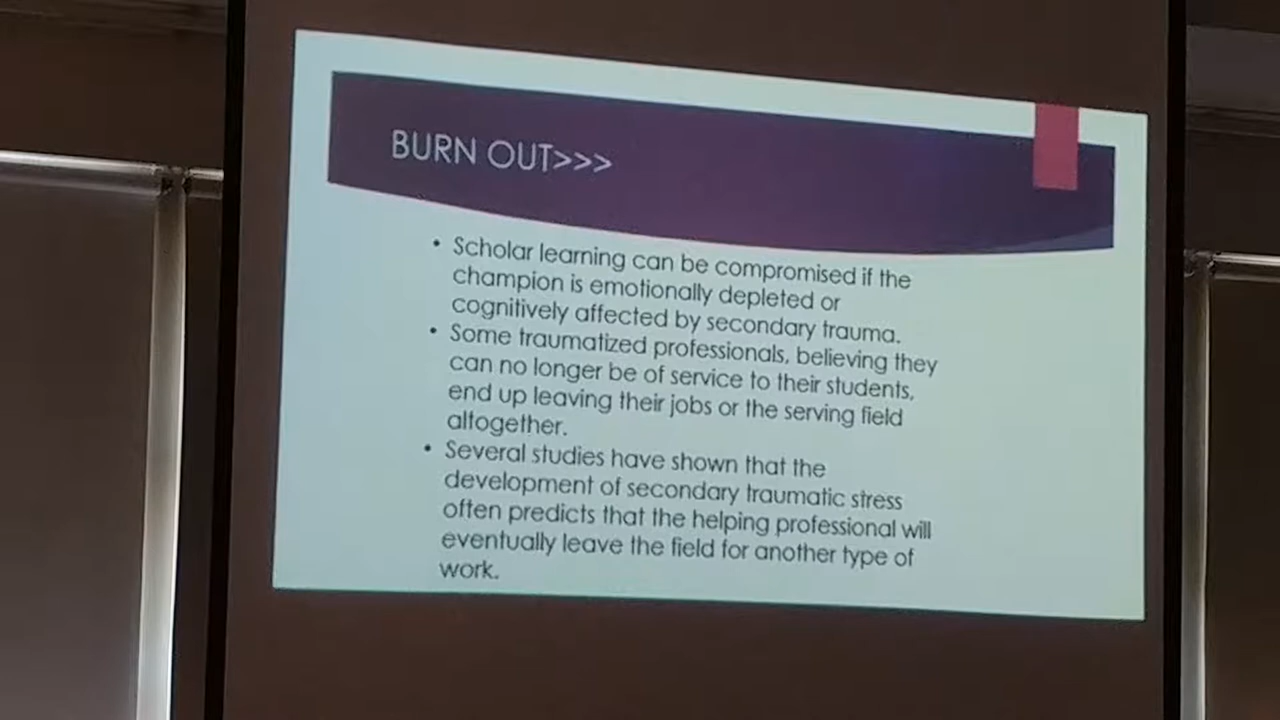 BURN OUT>>>
• Scholar learning can be compromised if the
champion is emotionally depleted or
cognitively affected by secondary trauma.
• Some traumatized professionals, believing they
can no longer be of service to their students,
end up leaving their jobs or the serving field
altogether.
• Several studies have shown that the
development of secondary traumatic stress
often predicts that the helping professional will
eventually leave the field for another type of
work.